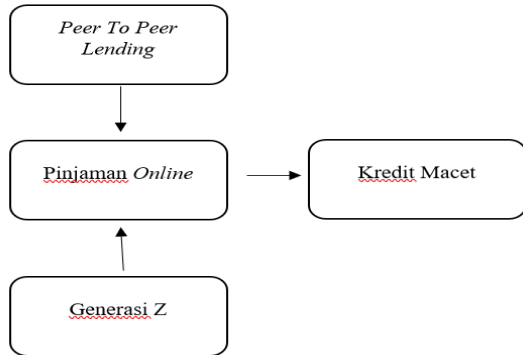 Peer To Peer
Lending
Pinjaman Online
Kredit Macet
Generasi Z